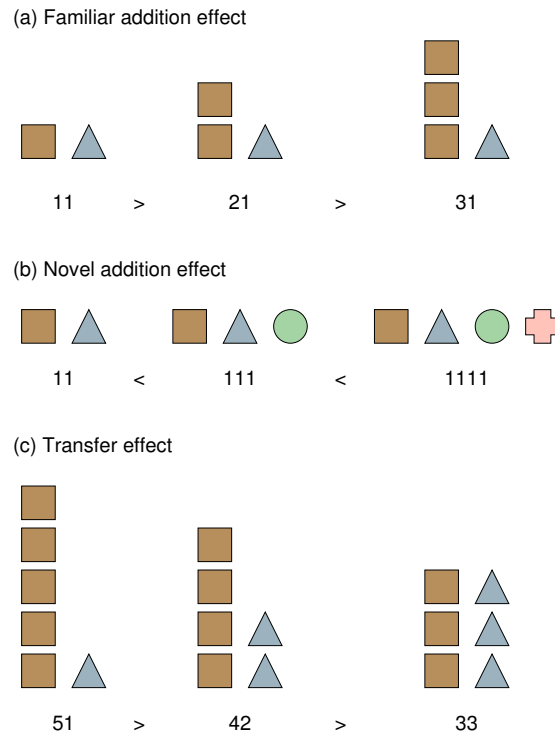 (a) Familiar addition effect
11 > 21 > 31
(b) Novel addition effect
11 < 111 < 1111
(c) Transfer effect
51 > 42 > 33